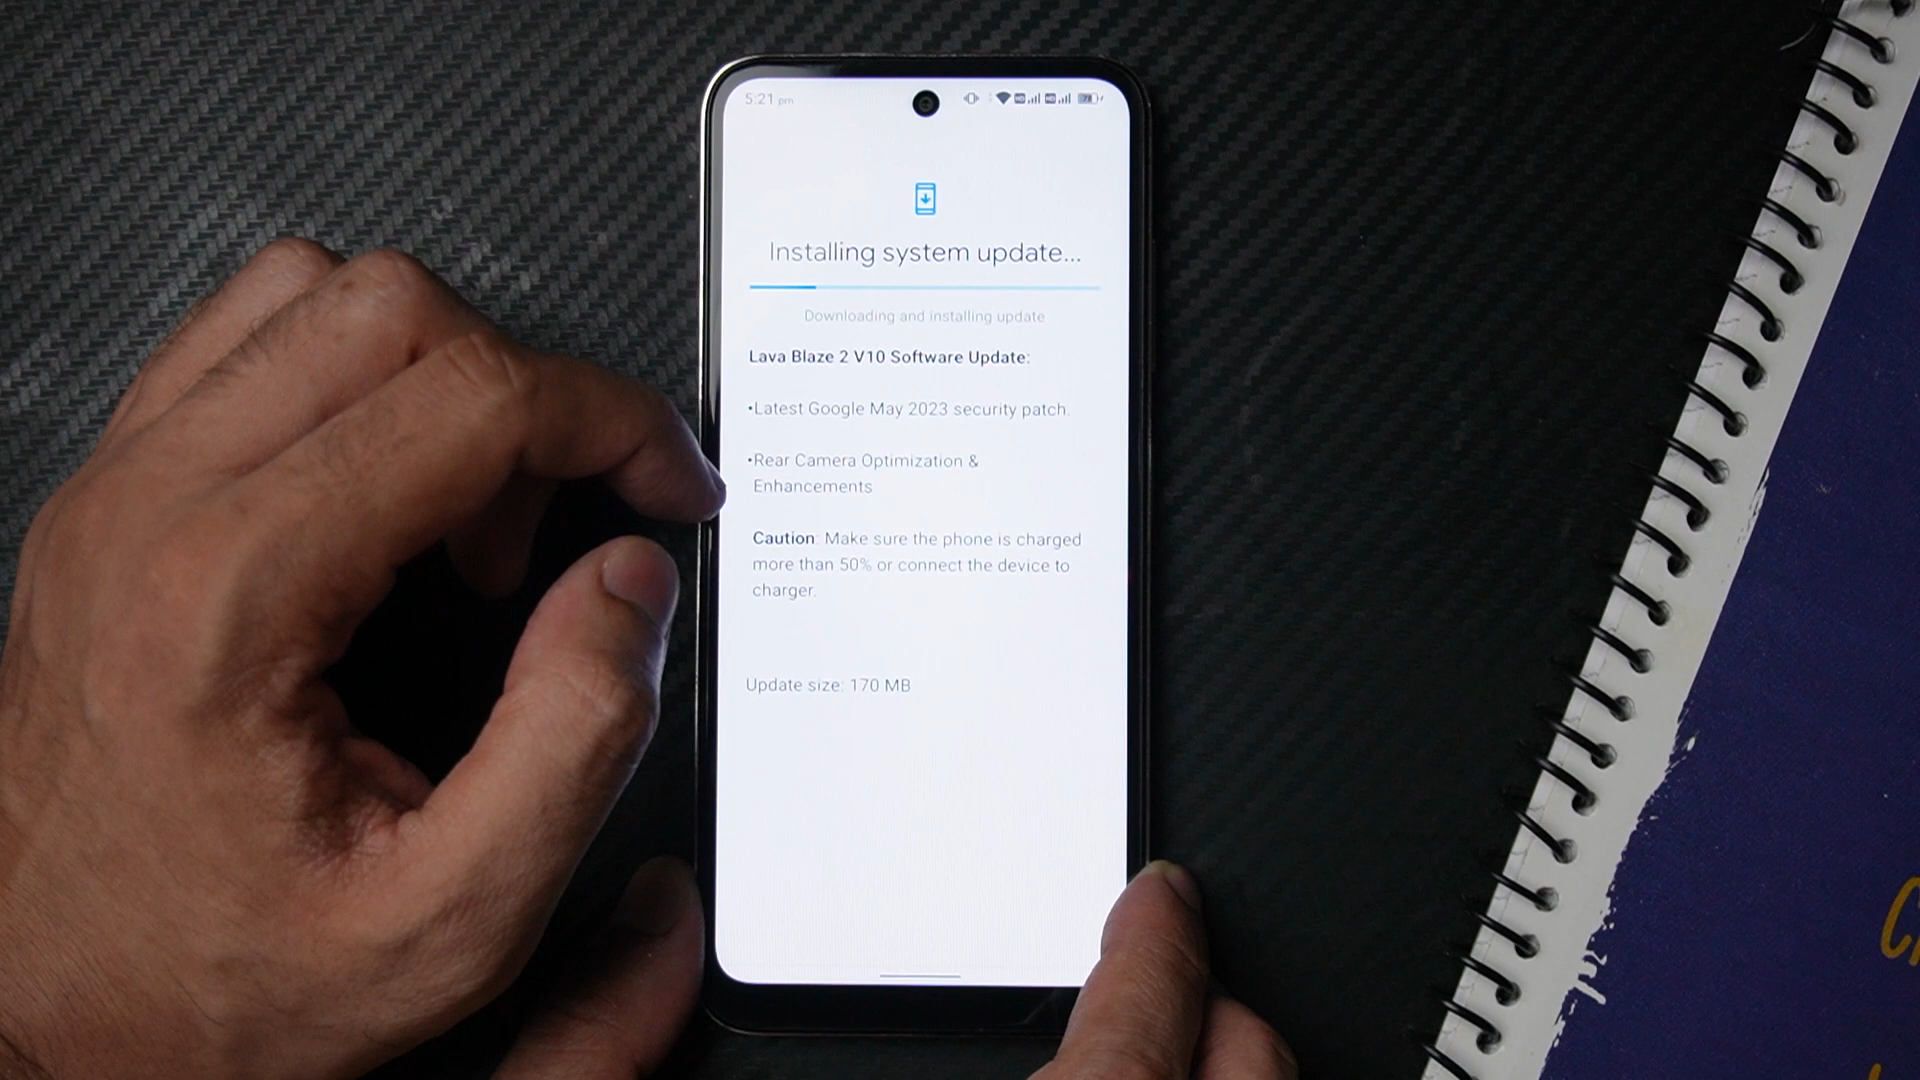 5:21 pm
Installing system update...
Downloading and installing update
Lava Blaze 2 V10 Software Update:
•Latest Google May 2023 security patch.
•Rear Camera Optimization &
Enhancements
Caution: Make sure the phone is charged
more than 50% or connect the device to
charger.
Update size: 170 MB